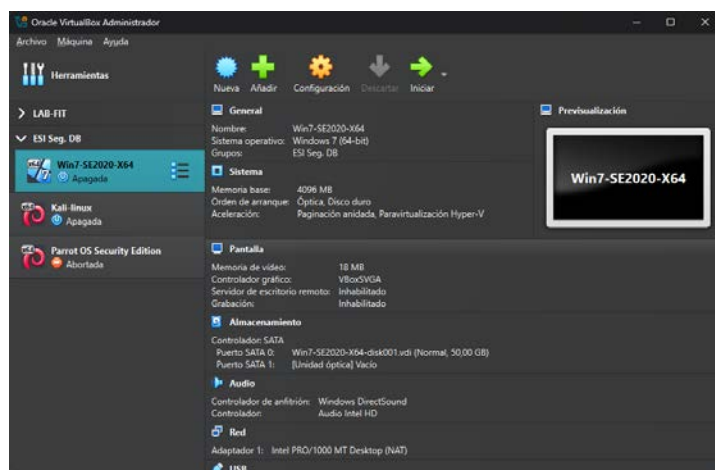 Oracle VirtualBox Administrador
Archivo Máquina Ayuda
Herramientas
LAB-FIT
ESI Seg. DB
Win7-SE2020-X64
Apagada
Kali-linux
Apagada
Parrot OS Security Edition
Abortada
Nueva Añadir Configuración Descartar Iniciar
General
Nombre: Win7-SE2020-X64
Sistema operativo: Windows 7 (64-bit)
Grupos: ESI Seg. DB
Sistema
Memoria base: 4096 MB
Orden de arranque: Óptica, Disco duro
Aceleración: Paginación anidada, Paravirtualización Hyper-V
Previsualización
Win7-SE2020-X64
Pantalla
Memoria de vídeo: 18 MB
Controlador gráfico: VBoxSVGA
Servidor de escritorio remoto: Inhabilitado
Grabación: Inhabilitado
Almacenamiento
Controlador: SATA
Puerto SATA 0: Win7-SE2020-X64-disk001.vdi (Normal, 50,00 GB)
Puerto SATA 1: [Unidad óptica] Vacío
Audio
Controlador de anfitrión: Windows DirectSound
Controlador: Audio Intel HD
Red
Adaptador 1: Intel PRO/1000 MT Desktop (NAT)
USB